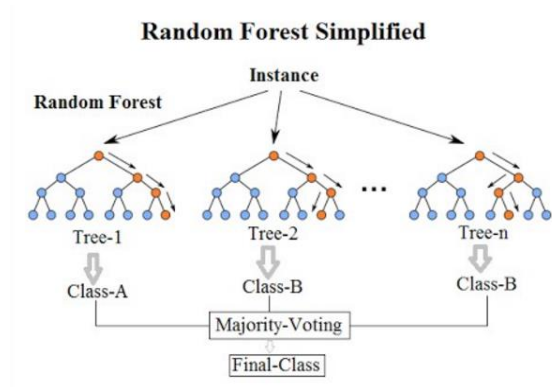 Random Forest Simplified
Instance
Random Forest
...
Tree-1
Tree-2
Tree-n
Class-A
Class-B
Class-B
Majority-Voting
Final-Class